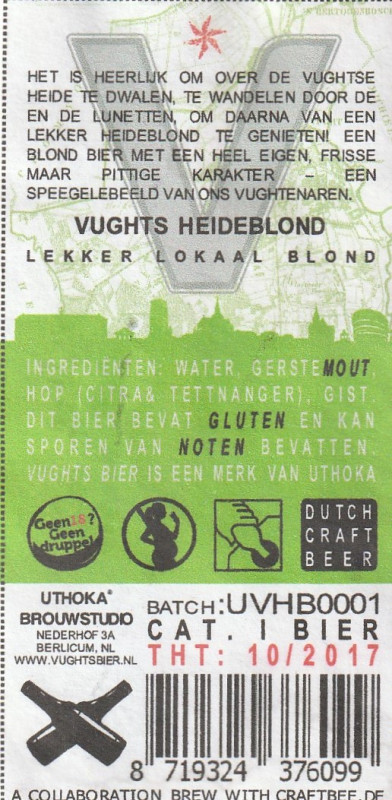 HET IS HEERLIJK OM OVER DE VUGHTSE
HEIDE TE DWALEN, TE WANDELEN DOOR DE
EN DE LUNETTEN, OM DAARNA VAN EEN
LEKKER HEIDEBLOND TE GENIETEN! EEN
BLOND BIER MET EEN HEEL EIGEN, FRISSE
MAAR PITTIGE KARAKTER – EEN
SPEEGELEBEELD VAN ONS VUGHTENAREN.
VUGHTS HEIDEBLOND
LEKKER LOKAAL BLOND
INGREDIENTEN: WATER, GERSTEMOUT,
HOP (CITRA& TETTNANGER), GIST.
DIT BIER BEVAT GLUTEN EN KAN
SPOREN VAN NOTEN BEVATTEN.
VUGHTS BIER IS EEN MERK VAN UTHOKA
Geen18?
Geen
druppel
DUTCH
CRAFT
BEER
UTHOKA®
BROUWSTUDIO
NEDERHOF 3A
BERLICUM, NL
WWW.VUGHTSBIER.NL
BATCH:UVHB0001
CAT. I BIER
THT: 10/2017
8 719324 376099
A COLLABORATION BREW WITH CRAFTBEE.DE